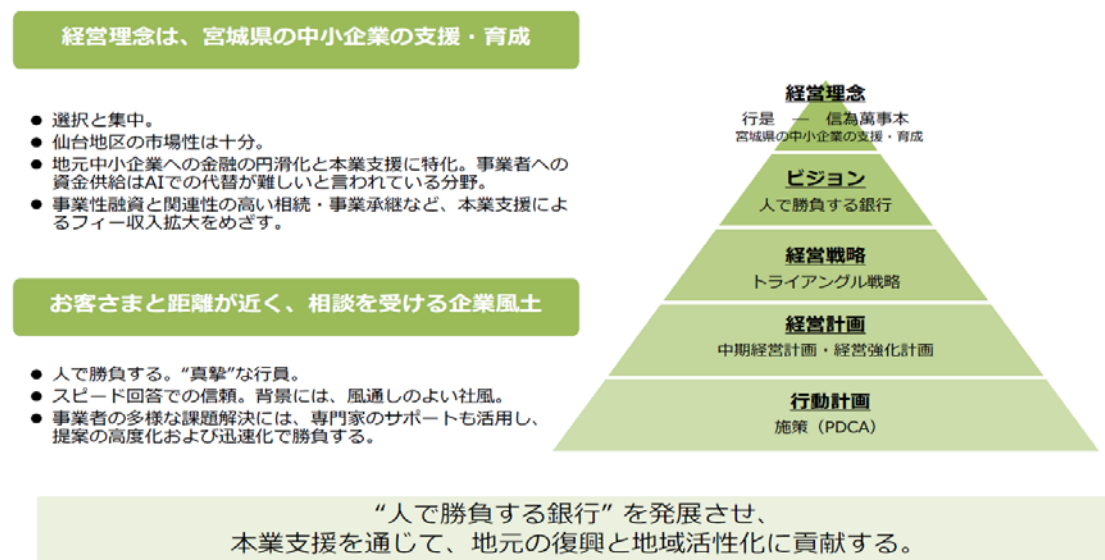 経営理念は、宮城県の中小企業の支援・育成
● 選択と集中。
● 仙台地区の市場性は十分。
● 地元中小企業への金融の円滑化と本業支援に特化。事業者への
資金供給はAIでの代替が難しいと言われている分野。
● 事業性融資と関連性の高い相続・事業承継など、本業支援によ
るフィー収入拡大をめざす。
お客さまと距離が近く、相談を受ける企業風土
● 人で勝負する。“真摯”な行員。
● スピード回答での信頼。背景には、風通しのよい社風。
● 事業者の多様な課題解決には、専門家のサポートも活用し、
提案の高度化および迅速化で勝負する。
経営理念
行是 ― 信為萬事本
宮城県の中小企業の支援・育成
ビジョン
人で勝負する銀行
経営戦略
トライアングル戦略
経営計画
中期経営計画・経営強化計画
行動計画
施策（PDCA）
“人で勝負する銀行” を発展させ、
本業支援を通じて、地元の復興と地域活性化に貢献する。